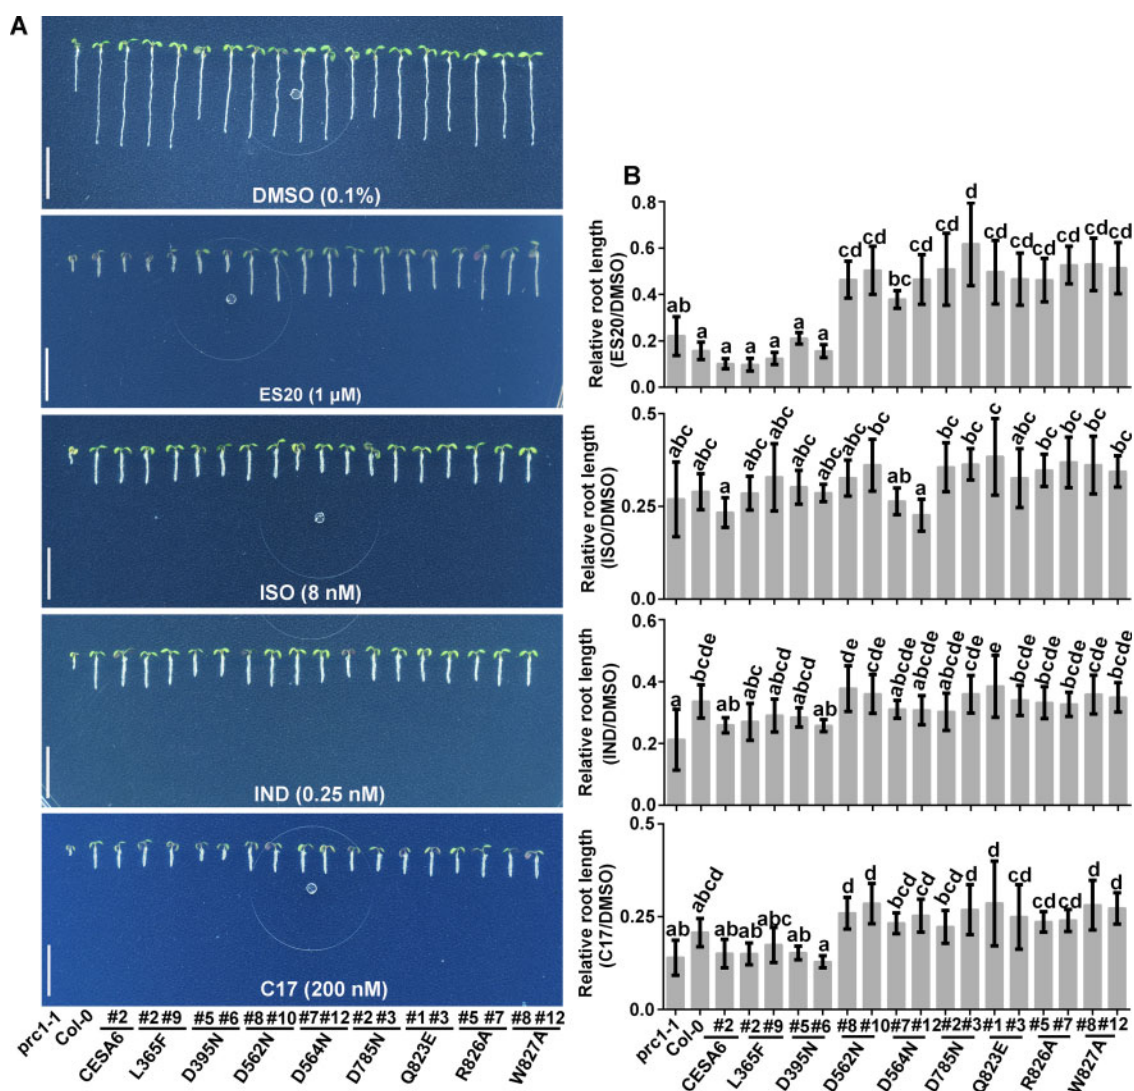 A
DMSO (0.1%)
ES20 (1 µM)
ISO (8 nM)
IND (0.25 nM)
C17 (200 nM)
prc1-1 Col-0 #2 #2 #9 #5 #6 #8 #10 #7 #12 #2 #3 #1 #3 #5 #7 #8 #12
CESA6 L365F D395N D562N D564N D785N Q823E R826A W827A
B
Relative root length
(ES20/DMSO)
0.8
0.6
0.4
0.2
0.0
ab a a a a a a cd cd bc cd cd d cd cd cd cd cd cd
Relative root length
(ISO/DMSO)
0.5
0.25
0
abc abc a abc abc abc abc abc bc ab a bc bc c abc bc bc bc bc
Relative root length
(IND/DMSO)
0.6
0.4
0.2
0.0
a bcde ab abc abcd abcd ab de cde abcde abcde abcde bcde e bcde abcde abcde bcde bcde
Relative root length
(C17/DMSO)
0.5
0.25
0
ab abcd ab ab abc ab a d d bcd cd bcd d d cd cd cd d d
prc1-1 Col-0 #2 #2 #9 #5 #6 #8 #10 #7 #12 #2 #3 #1 #3 #5 #7 #8 #12
CESA6 L365F D395N D562N D564N D785N Q823E R826A W827A